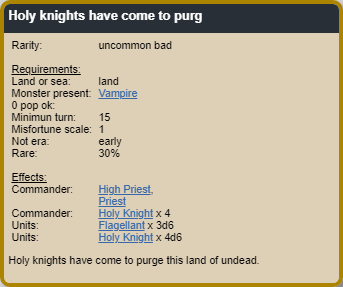 Holy knights have come to purg
Rarity: uncommon bad
Requirements:
Land or sea: land
Monster present: Vampire
0 pop ok:
Minimun turn: 15
Misfortune scale: 1
Not era: early
Rare: 30%
Effects:
Commander: High Priest,
Priest
Commander: Holy Knight x 4
Units: Flagellant x 3d6
Units: Holy Knight x 4d6
Holy knights have come to purge this land of undead.